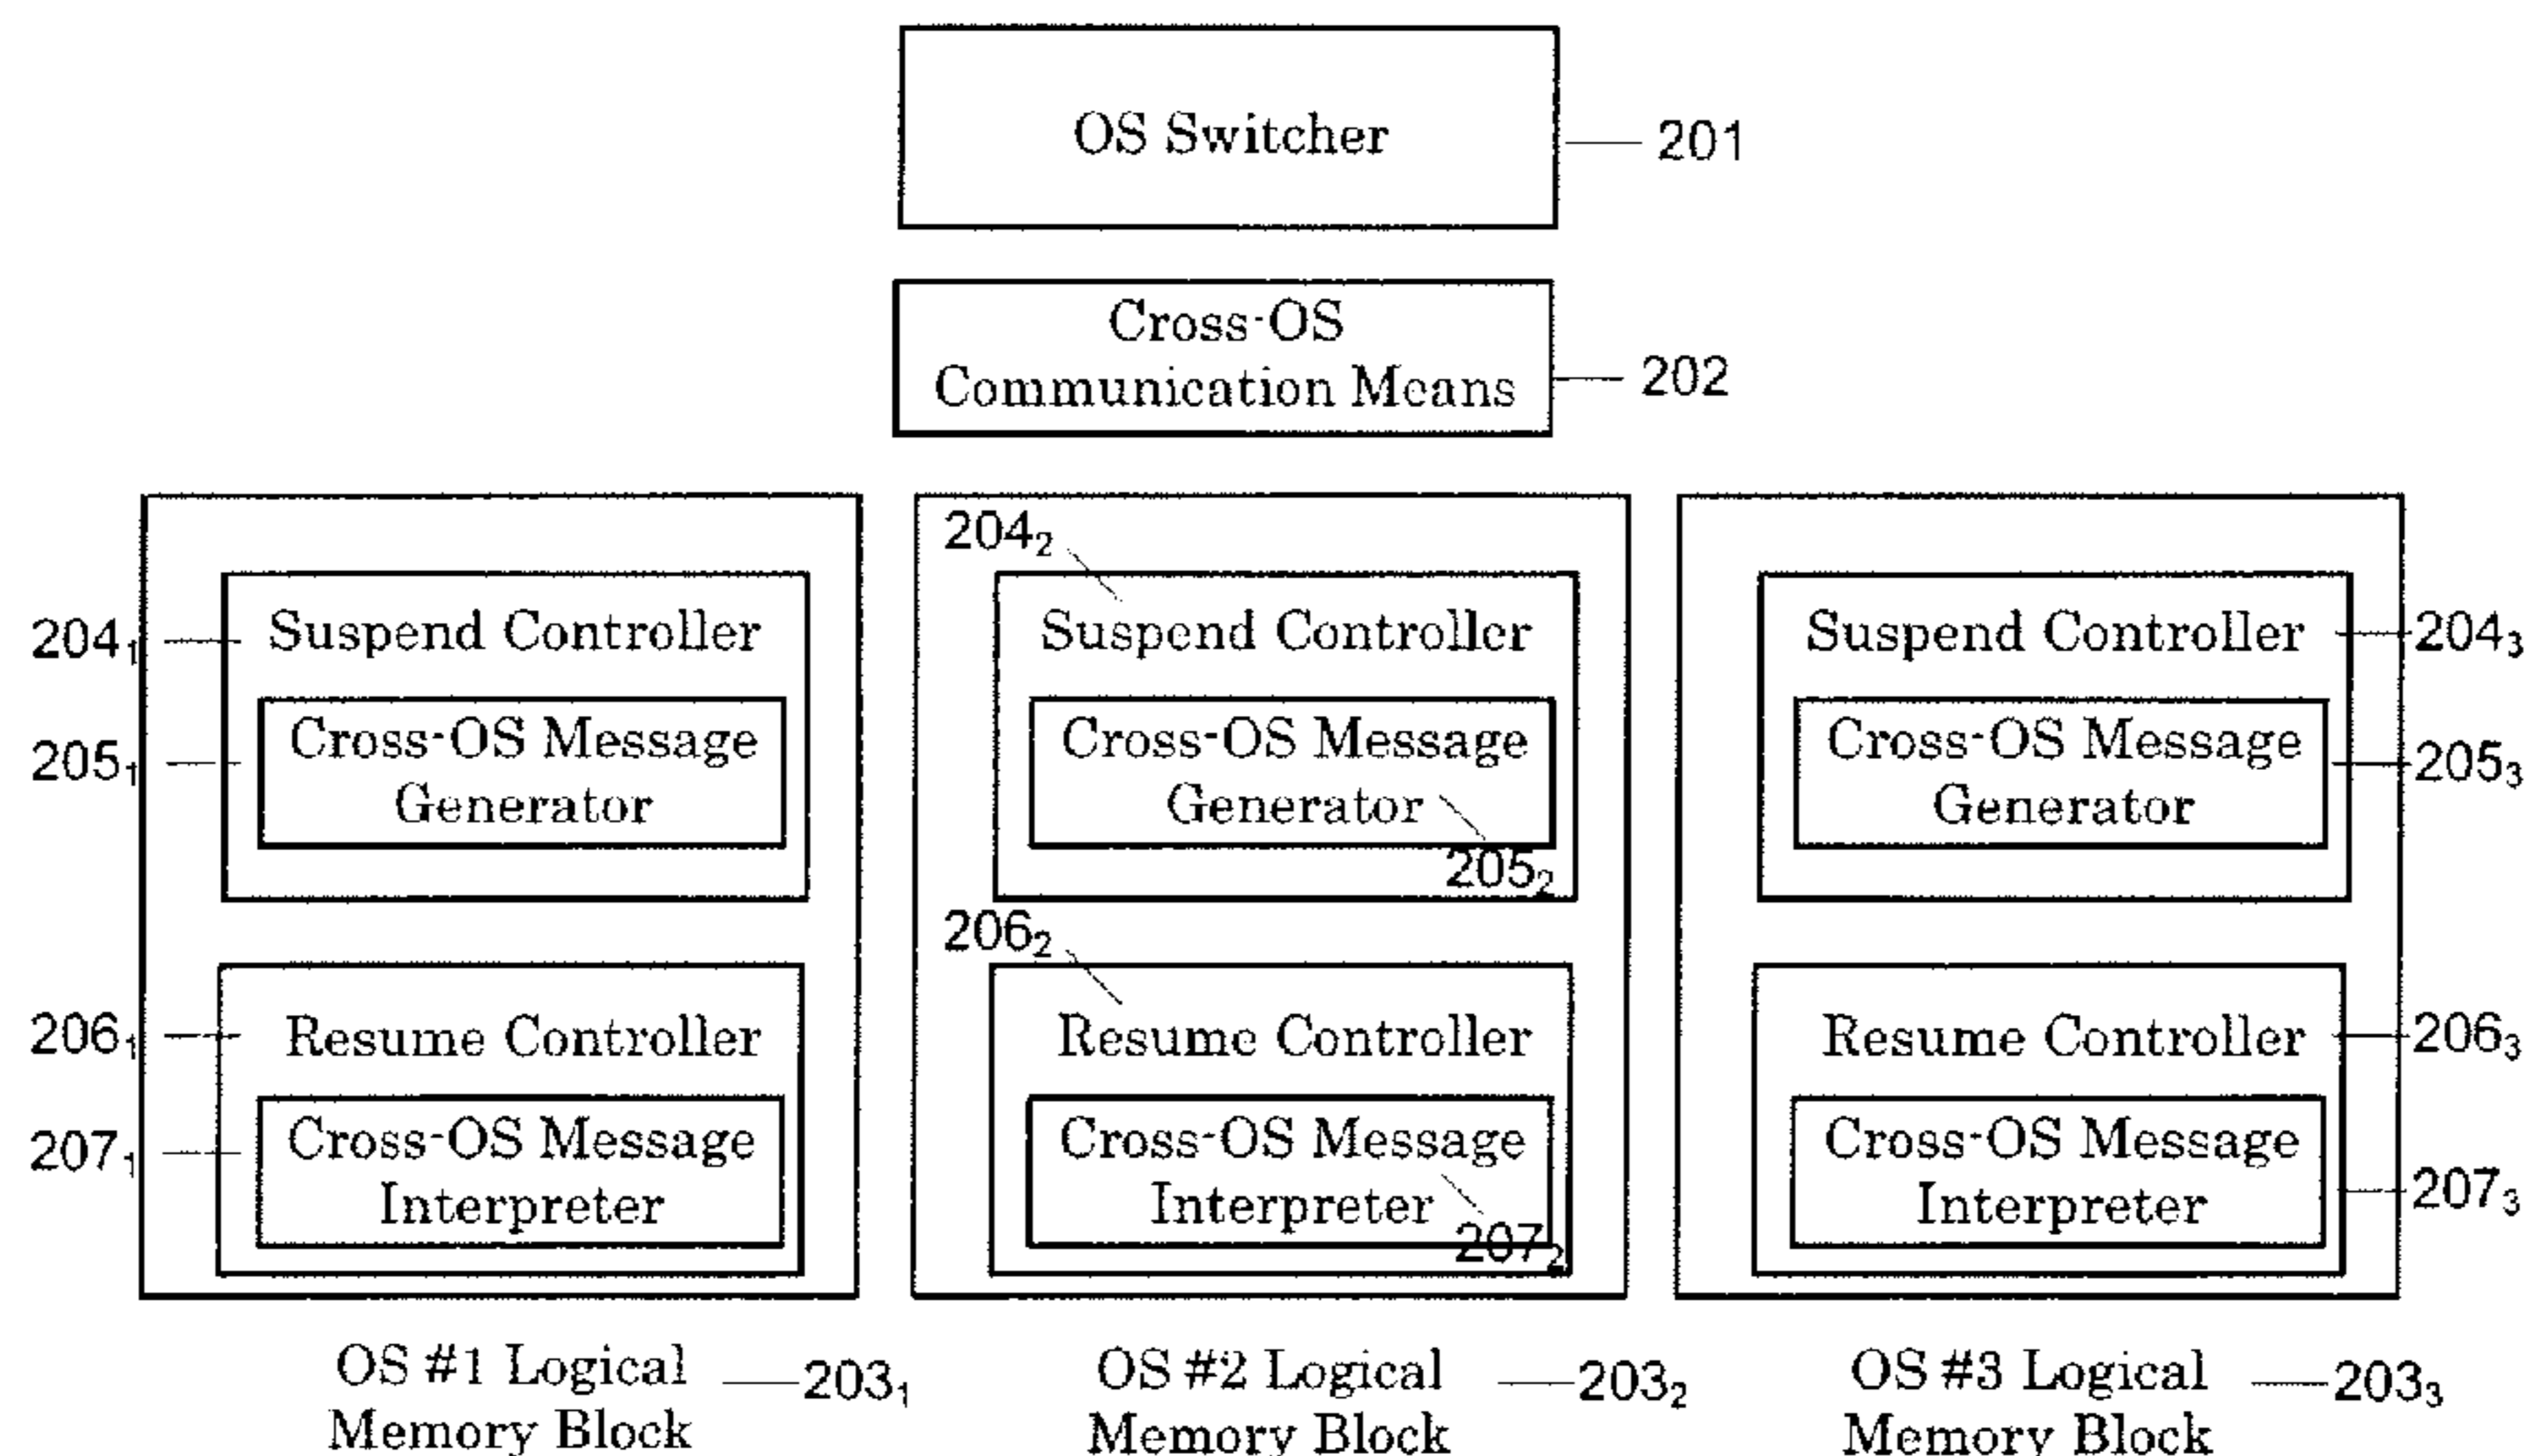 OS Switcher
201
Cross-OS
Communication Means
202
204₁
Suspend Controller
205₁
Cross-OS Message
Generator
206₁
Resume Controller
207₁
Cross-OS Message
Interpreter
OS #1 Logical
Memory Block
203₁
204₂
Suspend Controller
Cross-OS Message
Generator
205₂
206₂
Resume Controller
Cross-OS Message
Interpreter
207₂
OS #2 Logical
Memory Block
203₂
Suspend Controller
204₃
Cross-OS Message
Generator
205₃
Resume Controller
206₃
Cross-OS Message
Interpreter
207₃
OS #3 Logical
Memory Block
203₃